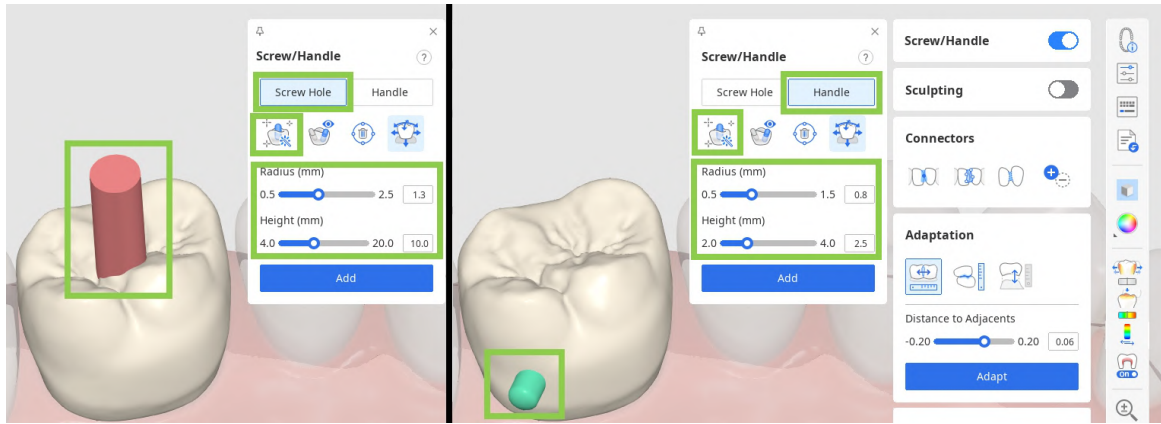 Screw/Handle
?
Screw Hole Handle
Radius (mm)
0.5 2.5 1.3
Height (mm)
4.0 20.0 10.0
Add
Screw/Handle
?
Screw Hole Handle
Radius (mm)
0.5 1.5 0.8
Height (mm)
2.0 4.0 2.5
Add
Screw/Handle
Sculpting
Connectors
Adaptation
Distance to Adjacents
-0.20 0.20 0.06
Adapt
ON